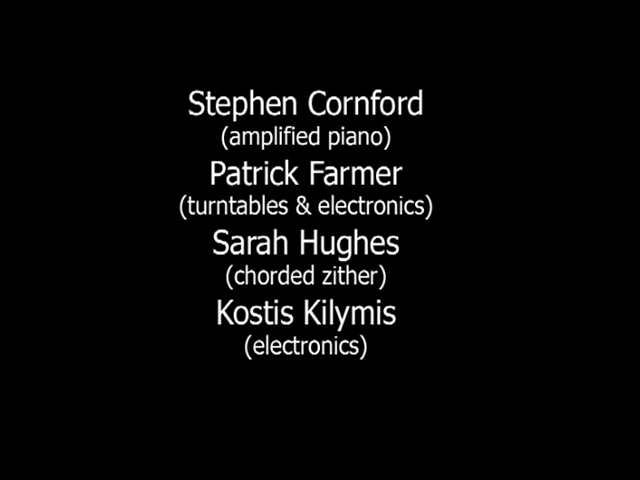 Stephen Cornford
(amplified piano)
Patrick Farmer
(turntables & electronics)
Sarah Hughes
(chorded zither)
Kostis Kilymis
(electronics)